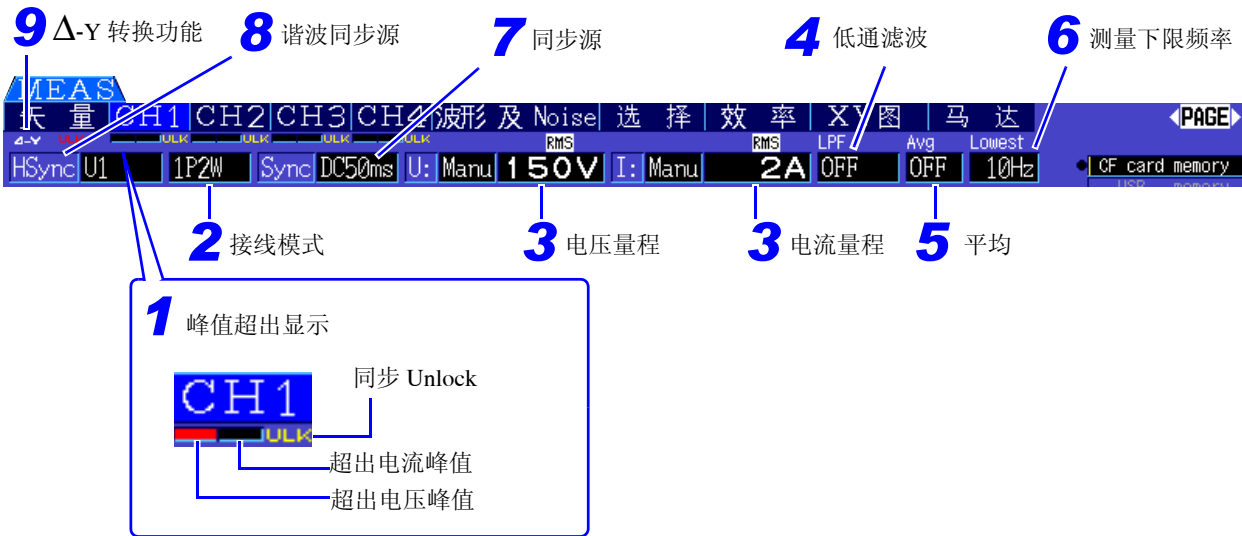 9 Δ-Y 转换功能
8 谐波同步源
7 同步源
4 低通滤波
6 测量下限频率
MEAS
矢 量 CH1 CH2 CH3 CH4 波形 及 Noise 选 择 效 率 XY图 马 达 PAGE
Δ-Y ULK ULK ULK ULK ULK RMS RMS LPF Avg Lowest
HSync U1 1P2W Sync DC50ms U: Manu 150V I: Manu 2A OFF OFF 10Hz CF card memory
USB memory
2 接线模式
3 电压量程
3 电流量程
5 平均
1 峰值超出显示
同步 Unlock
CH1
ULK
超出电流峰值
超出电压峰值